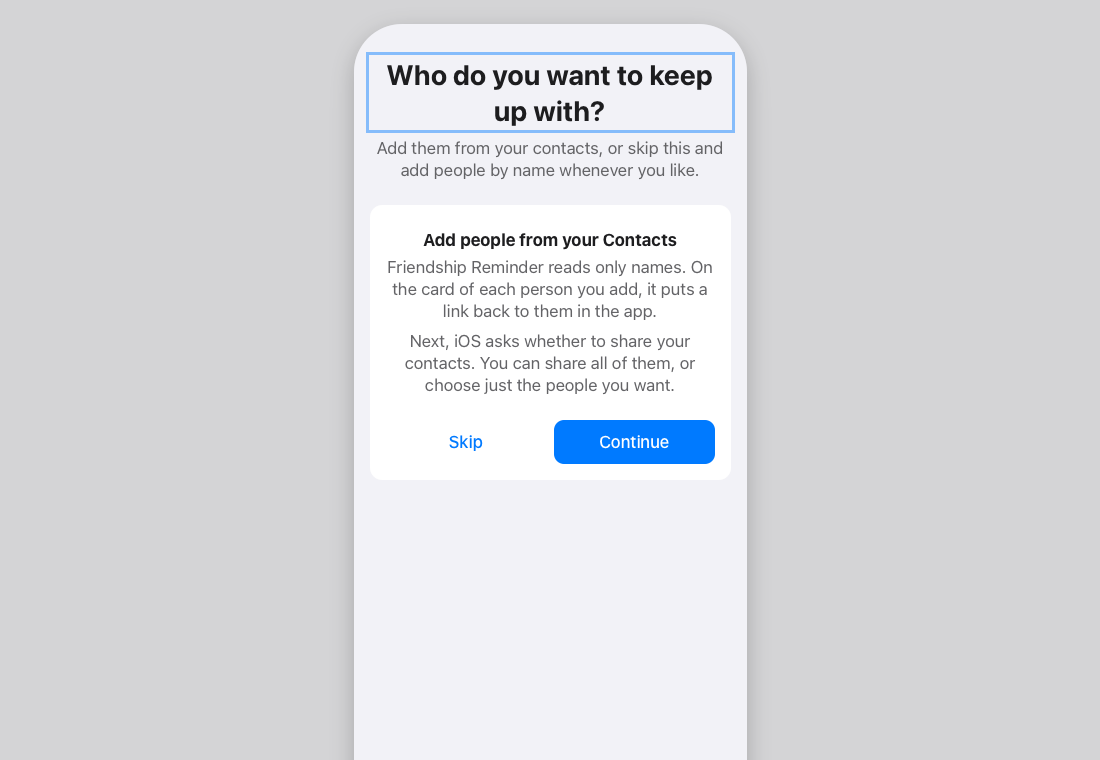 Who do you want to keep
up with?
Add them from your contacts, or skip this and
add people by name whenever you like.
Add people from your Contacts
Friendship Reminder reads only names. On
the card of each person you add, it puts a
link back to them in the app.
Next, iOS asks whether to share your
contacts. You can share all of them, or
choose just the people you want.
Skip
Continue